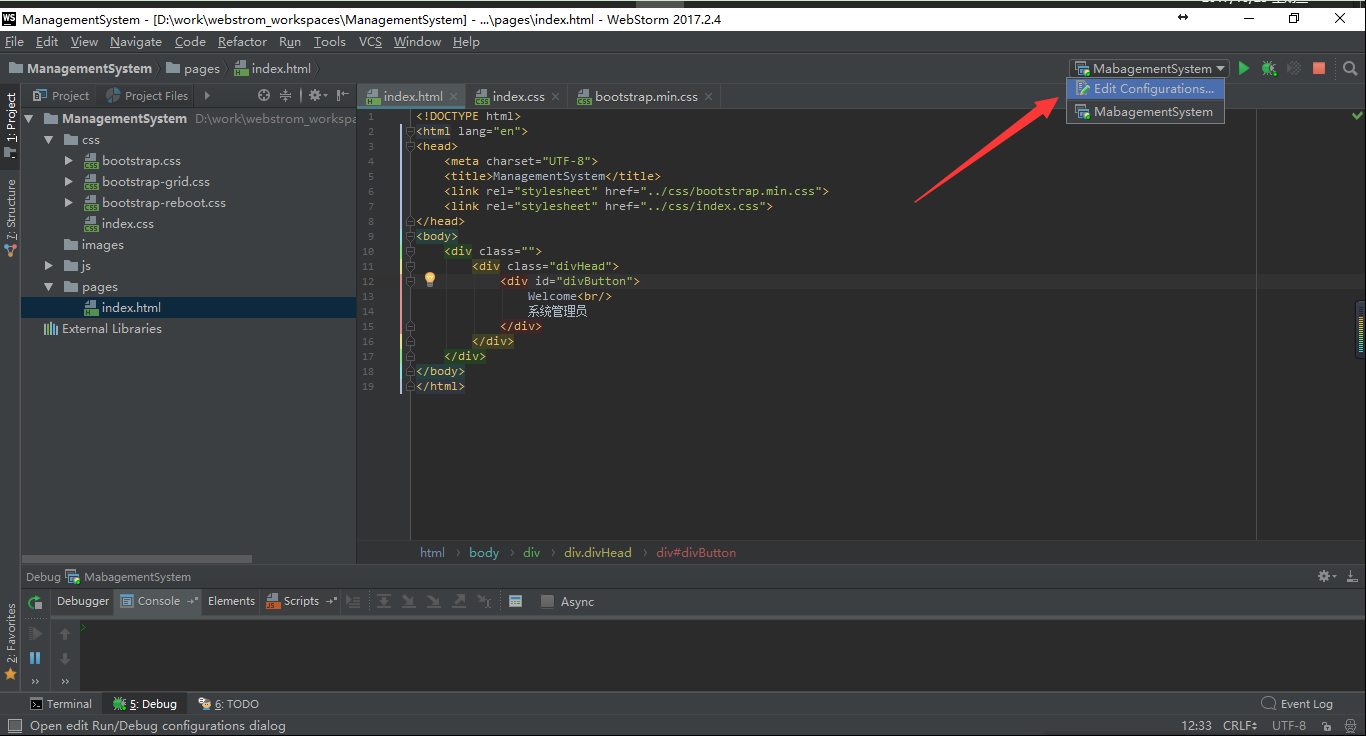 ManagementSystem - [D:\work\webstrom_workspaces\ManagementSystem] - ...\pages\index.html - WebStorm 2017.2.4
File Edit View Navigate Code Refactor Run Tools VCS Window Help
ManagementSystem pages index.html MabagementSystem
Edit Configurations...
MabagementSystem
1: Project
7: Structure
2: Favorites
Project Project Files
ManagementSystem D:\work\webstrom_workspa
css
bootstrap.css
bootstrap-grid.css
bootstrap-reboot.css
index.css
images
js
pages
index.html
External Libraries
index.html index.css bootstrap.min.css
1 <!DOCTYPE html>
2 <html lang="en">
3 <head>
4 <meta charset="UTF-8">
5 <title>ManagementSystem</title>
6 <link rel="stylesheet" href="../css/bootstrap.min.css">
7 <link rel="stylesheet" href="../css/index.css">
8 </head>
9 <body>
10 <div class="">
11 <div class="divHead">
12 <div id="divButton">
13 Welcome<br/>
14 系统管理员
15 </div>
16 </div>
17 </div>
18 </body>
19 </html>
html body div div.divHead div#divButton
Debug MabagementSystem
Debugger Console Elements Scripts Async
Terminal 5: Debug 6: TODO Event Log
Open edit Run/Debug configurations dialog 12:33 CRLF UTF-8